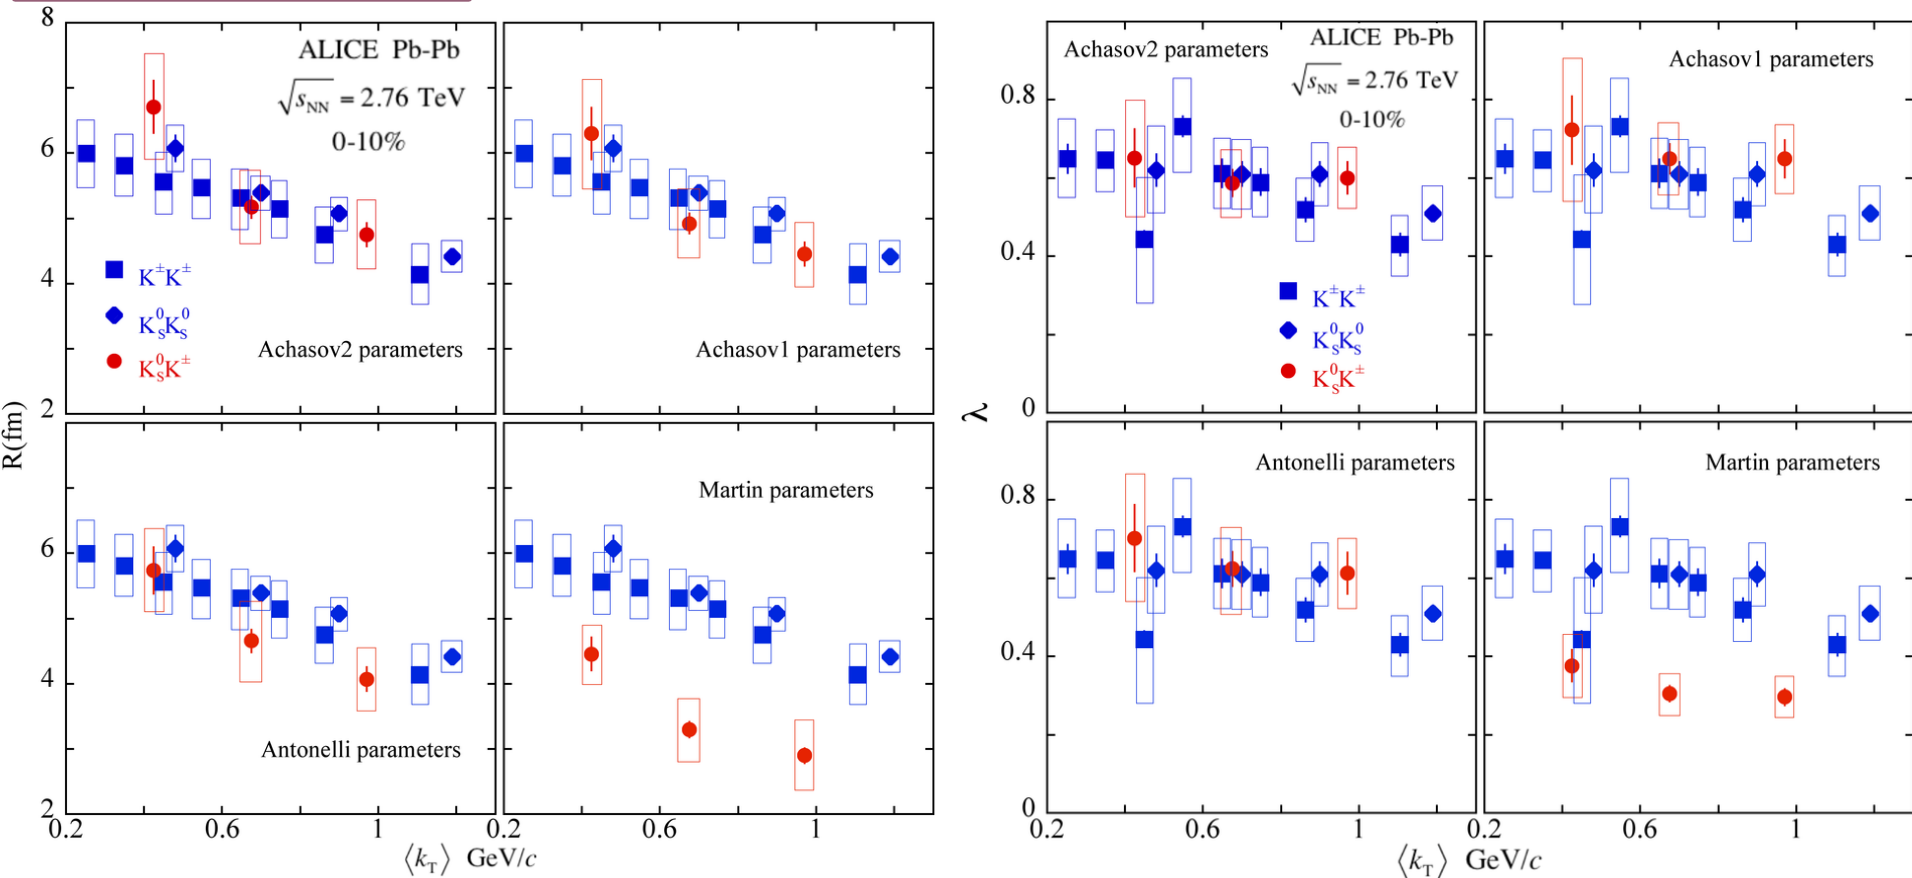 8
6
4
2
ALICE Pb-Pb
√sNN = 2.76 TeV
0-10%
K±K±
K0SK0S
K0SK±
Achasov2 parameters
Achasov1 parameters
R(fm)
6
4
2
Antonelli parameters
Martin parameters
0.2
0.6
1
0.2
0.6
1
⟨kT⟩ GeV/c
0.8
0.4
0
Achasov2 parameters
ALICE Pb-Pb
√sNN = 2.76 TeV
0-10%
K±K±
K0SK0S
K0SK±
Achasov1 parameters
λ
0.8
0.4
0
Antonelli parameters
Martin parameters
0.2
0.6
1
0.2
0.6
1
⟨kT⟩ GeV/c